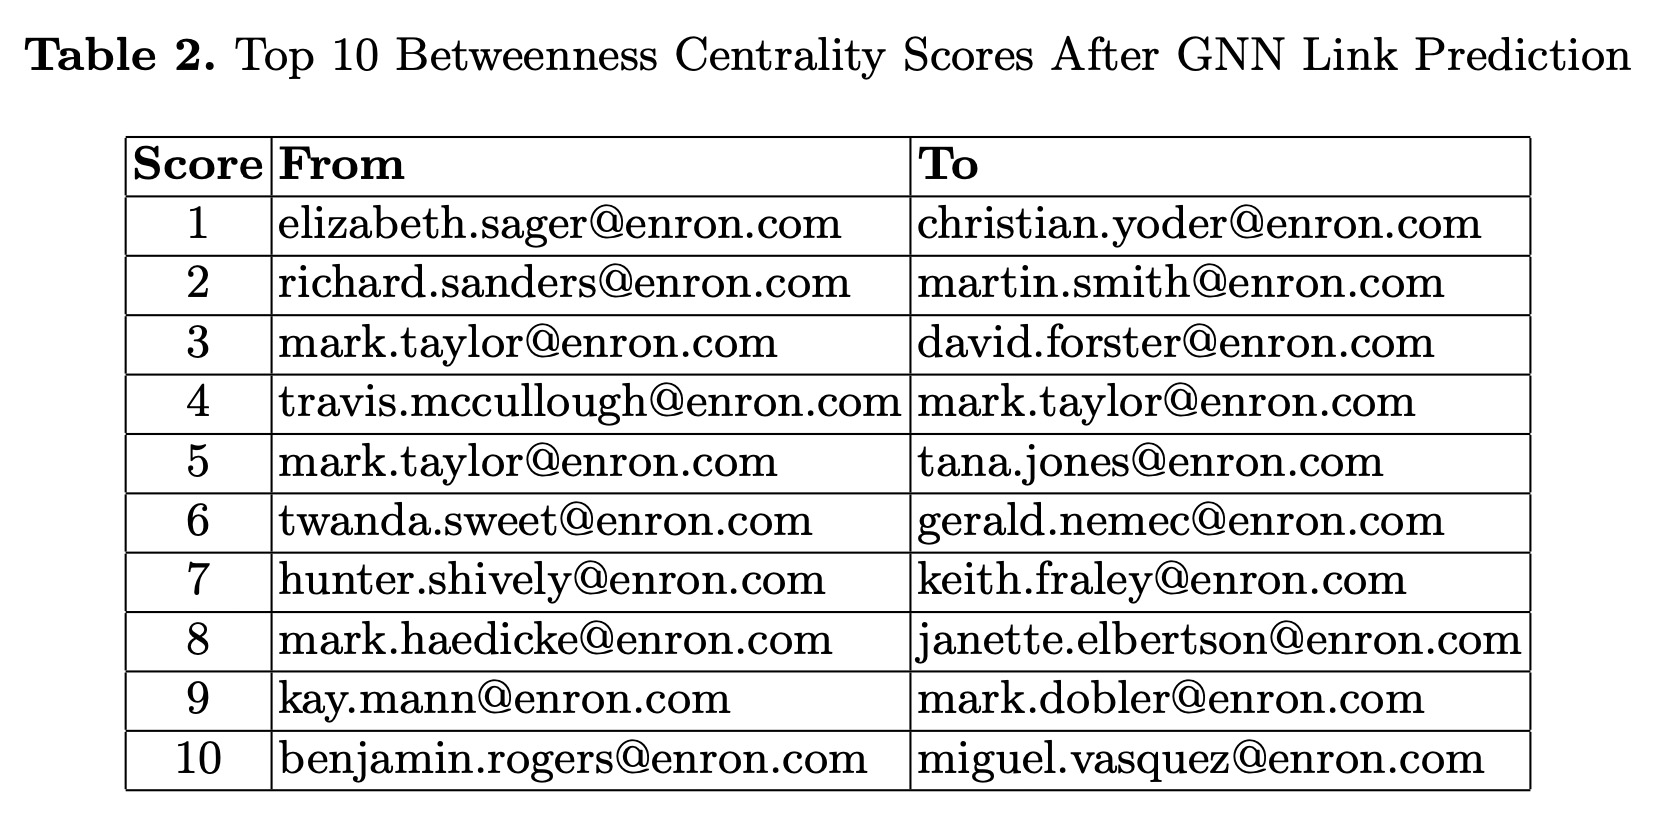 Table 2. Top 10 Betweenness Centrality Scores After GNN Link Prediction
Score From To
1 elizabeth.sager@enron.com christian.yoder@enron.com
2 richard.sanders@enron.com martin.smith@enron.com
3 mark.taylor@enron.com david.forster@enron.com
4 travis.mccullough@enron.com mark.taylor@enron.com
5 mark.taylor@enron.com tana.jones@enron.com
6 twanda.sweet@enron.com gerald.nemec@enron.com
7 hunter.shively@enron.com keith.fraley@enron.com
8 mark.haedicke@enron.com janette.elbertson@enron.com
9 kay.mann@enron.com mark.dobler@enron.com
10 benjamin.rogers@enron.com miguel.vasquez@enron.com